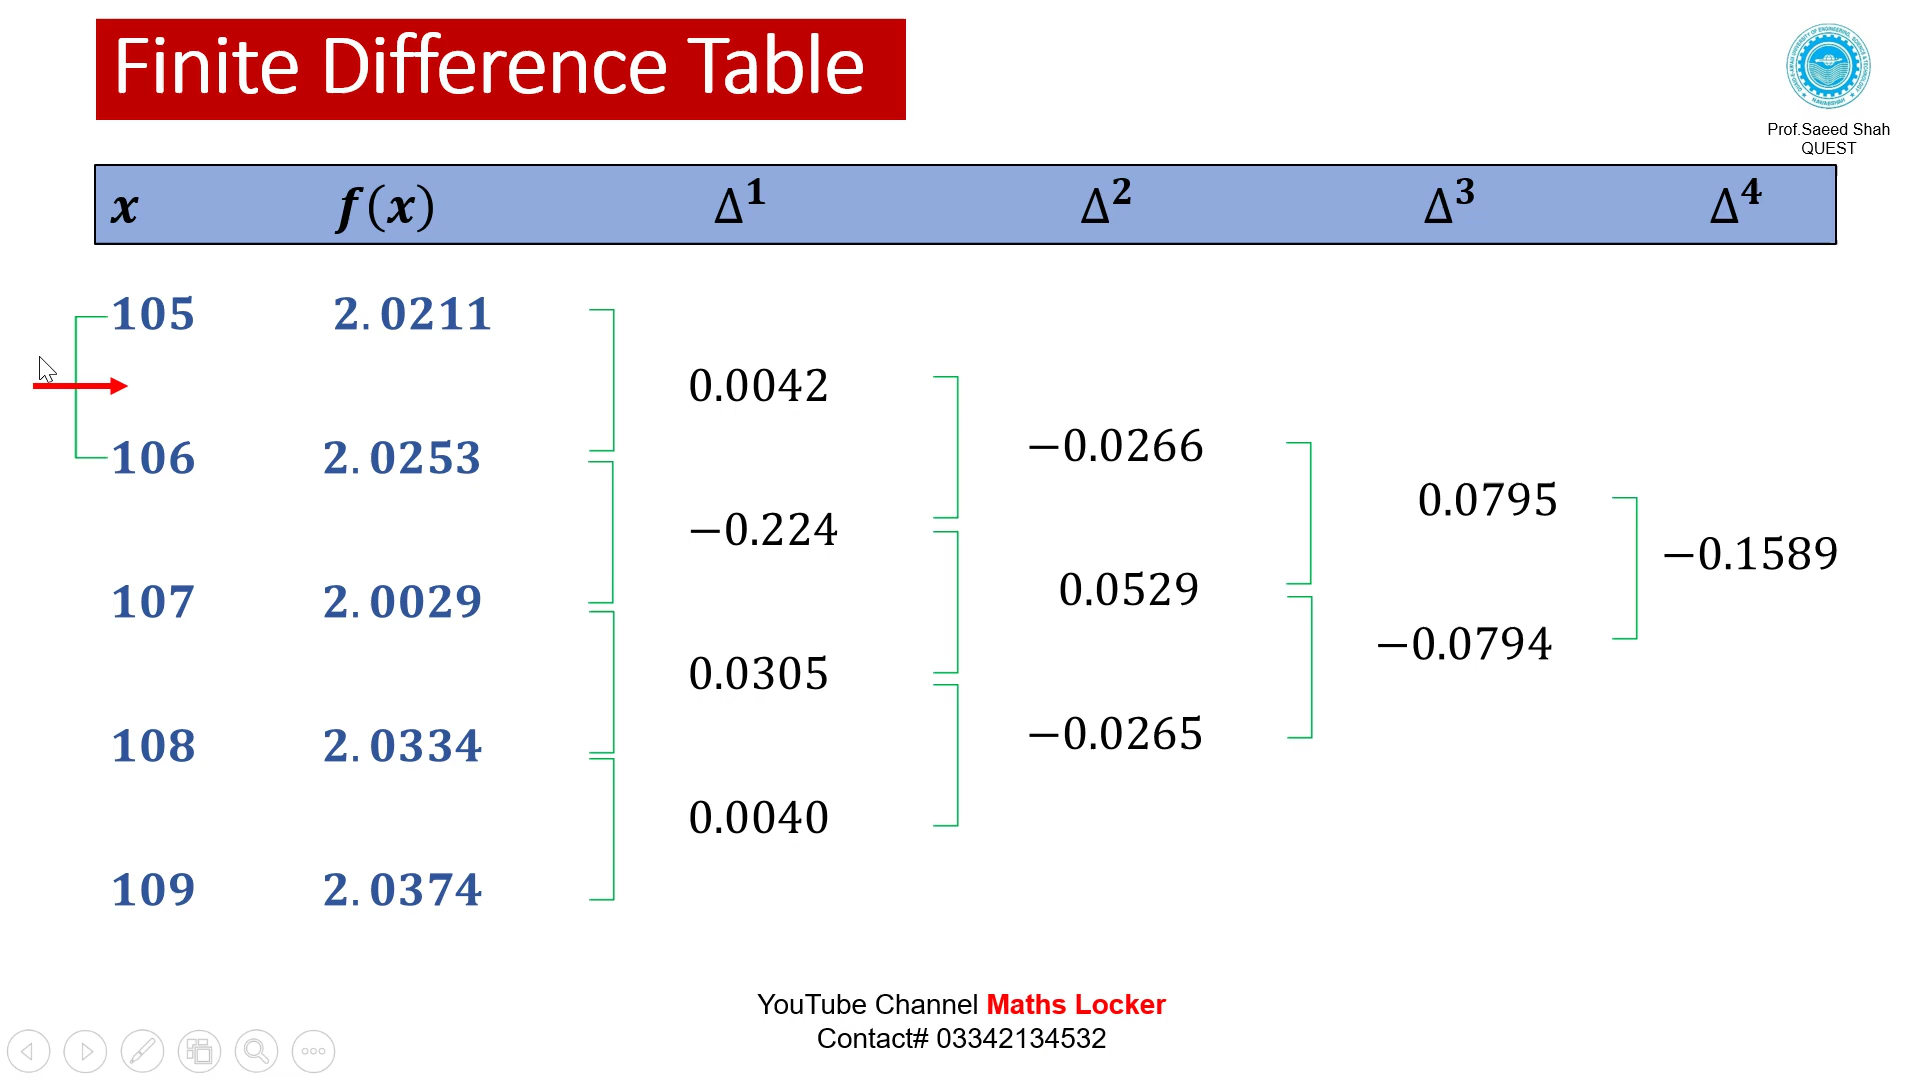 Finite Difference Table
Prof.Saeed Shah
QUEST
x f(x) Δ¹ Δ² Δ³ Δ⁴
105 2.0211
0.0042
−0.0266
106 2.0253
0.0795
−0.224
−0.1589
0.0529
107 2.0029
−0.0794
0.0305
−0.0265
108 2.0334
0.0040
109 2.0374
YouTube Channel Maths Locker
Contact# 03342134532